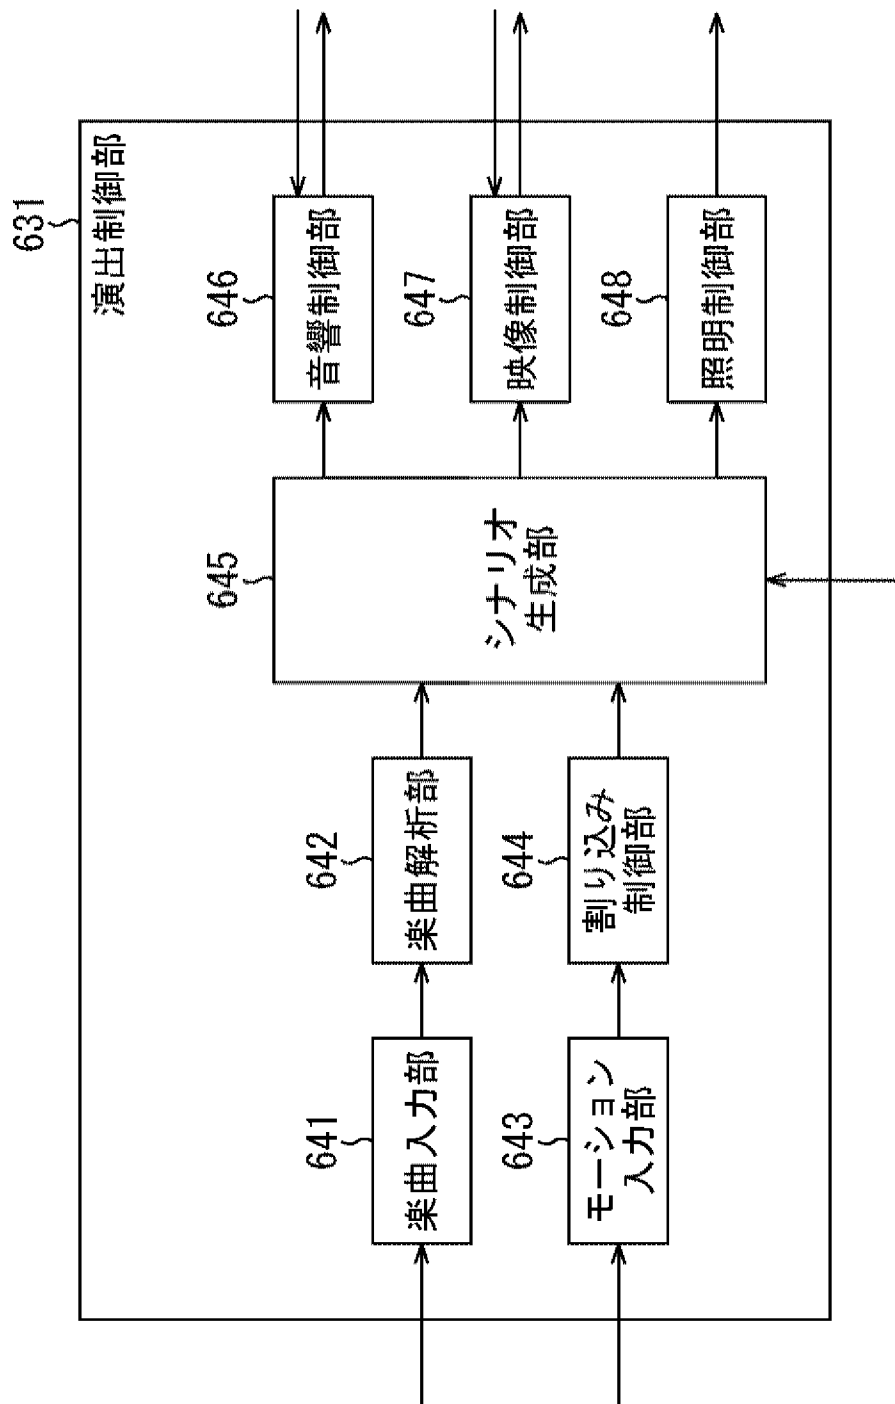 631
演出制御部
641
楽曲入力部
642
楽曲解析部
643
モーション
入力部
644
割り込み
制御部
645
シナリオ
生成部
646
音響制御部
647
映像制御部
648
照明制御部